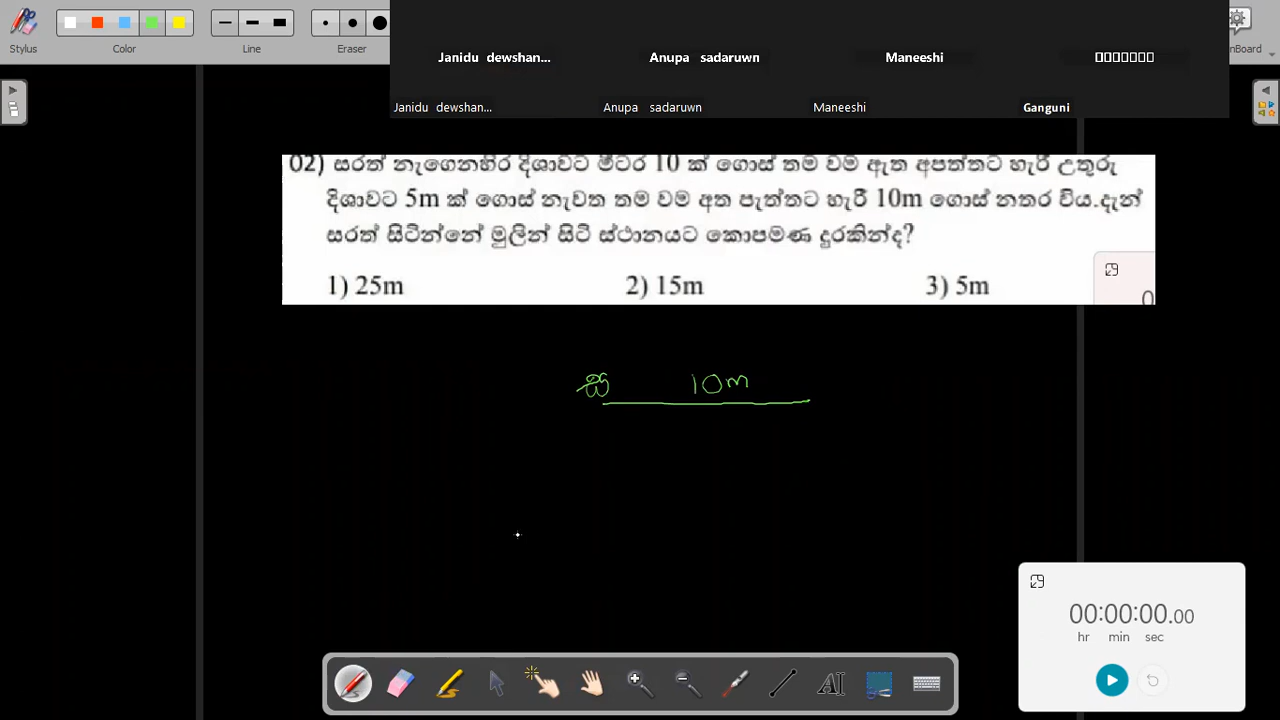 Stylus
Color
Line
Eraser
Janidu dewshan...
Anupa sadaruwn
Maneeshi
Janidu dewshan...
Anupa sadaruwn
Maneeshi
Ganguni
Board
02) සරත් නැගෙනහිර දිශාවට මීටර 10 ක් ගොස් තම වම් ඇත අපත්තට හැරී උතුරු
දිශාවට 5m ක් ගොස් නැවත තම වම අත පැත්තට හැරී 10m ගොස් නතර විය.දැන්
සරත් සිටින්නේ මුලින් සිටි ස්ථානයට කොපමණ දුරකින්ද?
1) 25m
2) 15m
3) 5m
10m
00:00:00.00
hr min sec